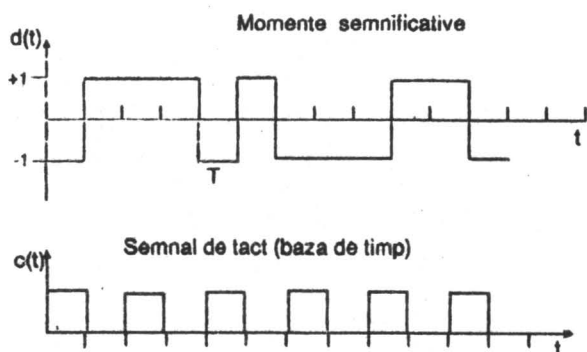 Momente semnificative
d(t)
+1
-1
T
t
Semnal de tact (baza de timp)
c(t)
t